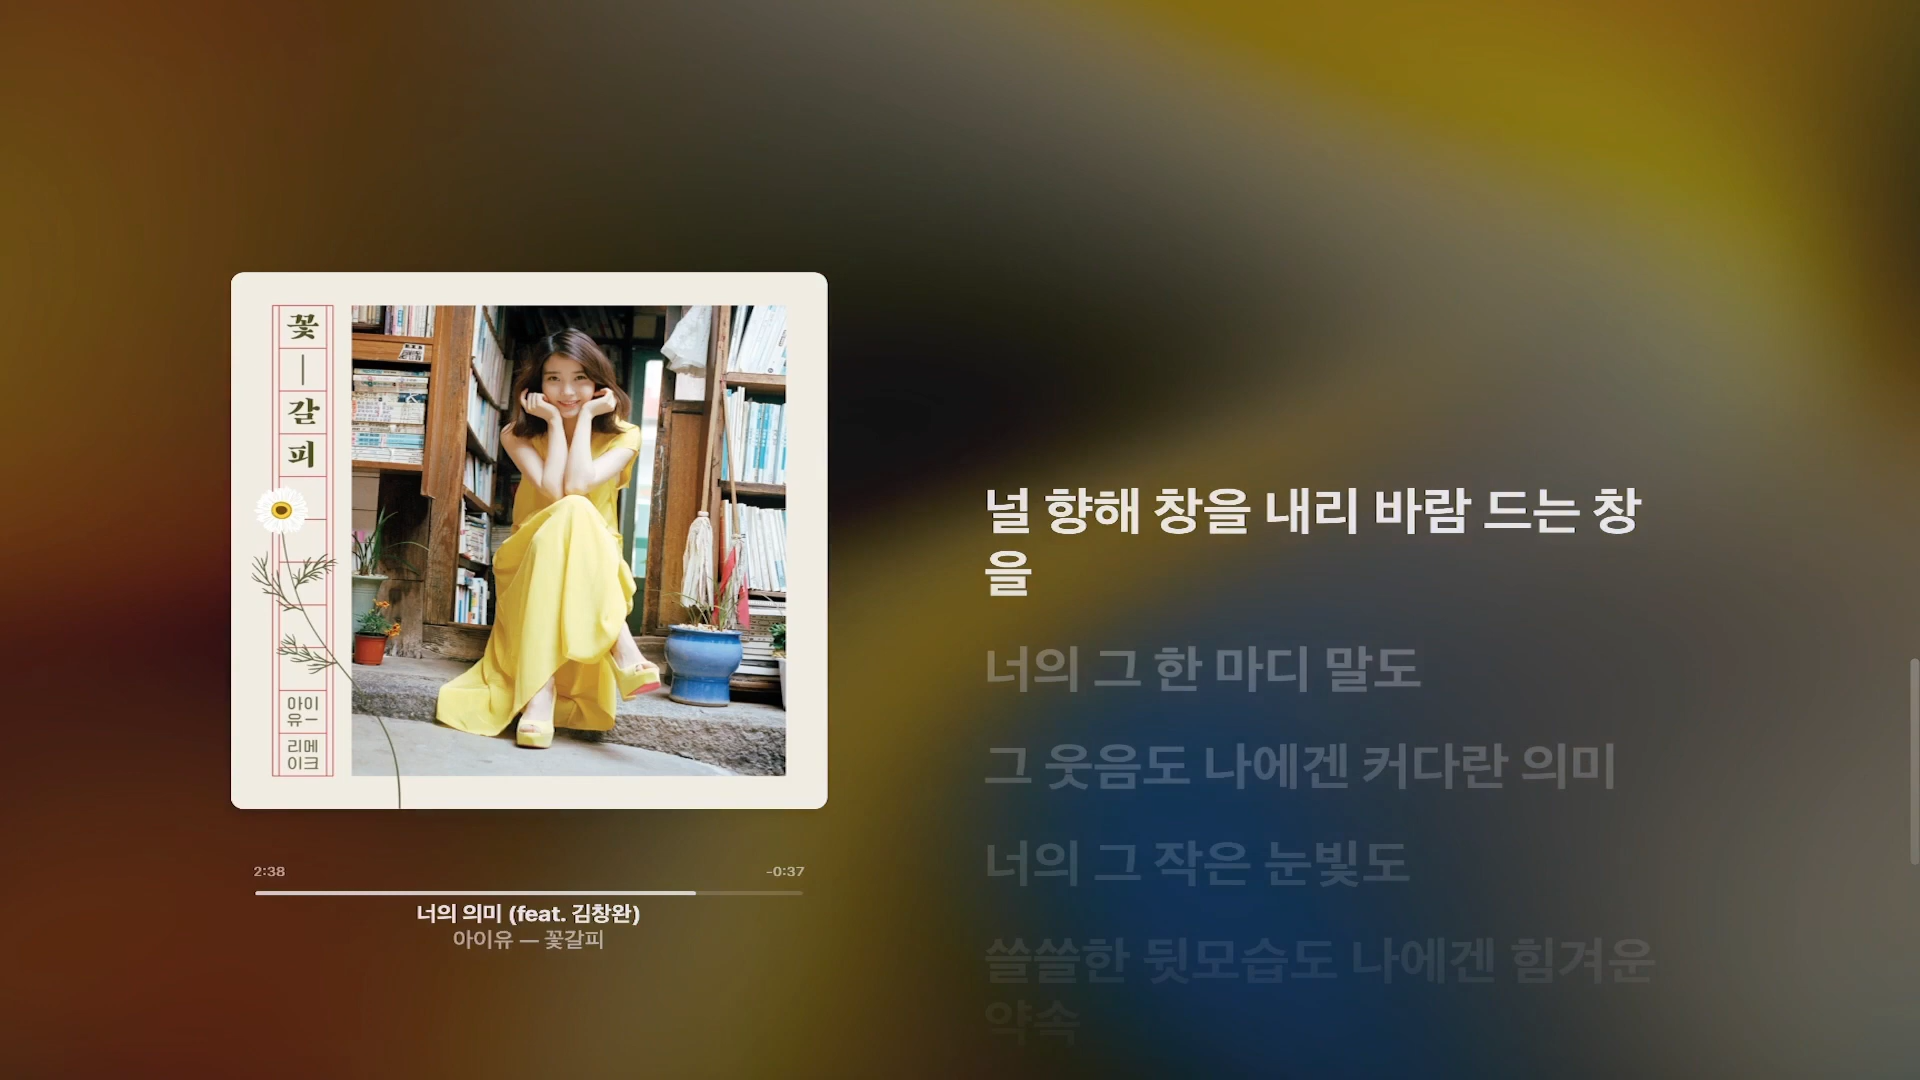 꽃
갈
피
아이
유
리메
이크
2:38
-0:37
너의 의미 (feat. 김창완)
아이유 — 꽃갈피
널 향해 창을 내리 바람 드는 창
을
너의 그 한 마디 말도
그 웃음도 나에겐 커다란 의미
너의 그 작은 눈빛도
쓸쓸한 뒷모습도 나에겐 힘겨운
약속